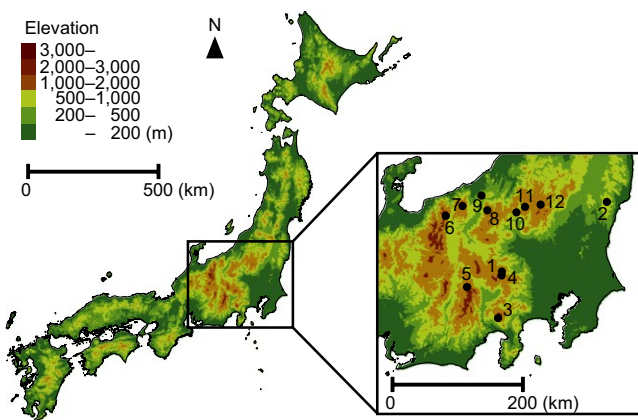 Elevation
3,000–
2,000–3,000
1,000–2,000
500–1,000
200– 500
– 200 (m)
N
0 500 (km)
7 9 11 12 2
6 8 10
1
5 4
3
0 200 (km)